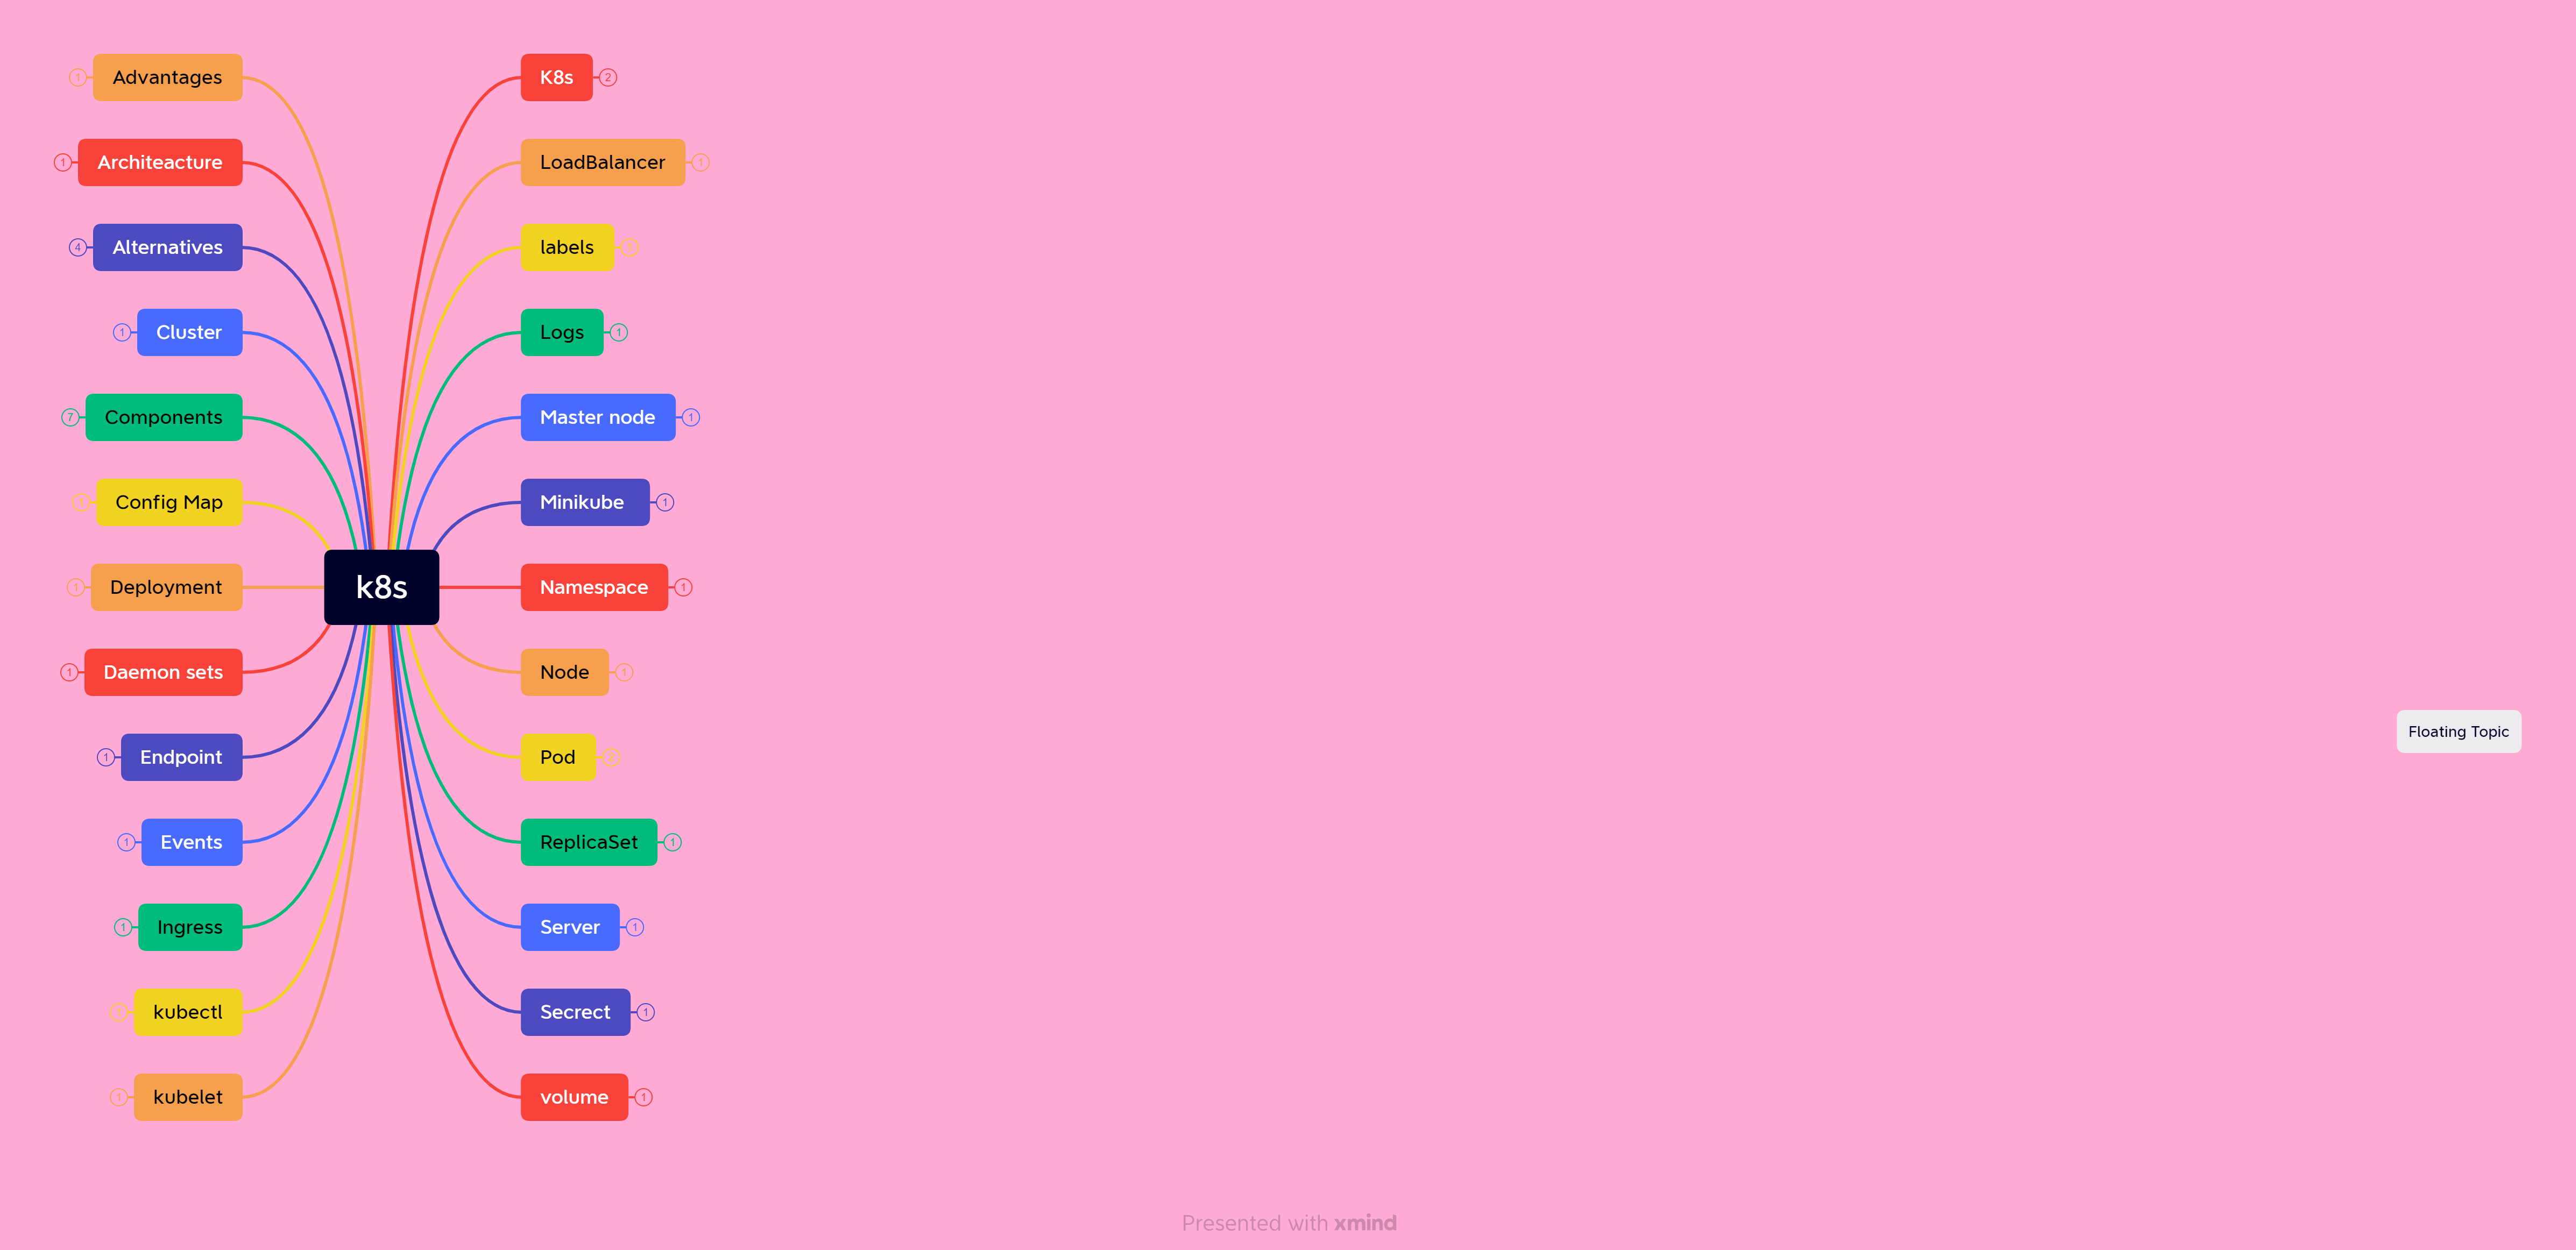 Advantages
1
Architeacture
1
Alternatives
4
Cluster
1
Components
7
Config Map
Deployment
1
Daemon sets
1
Endpoint
1
Events
1
Ingress
1
kubectl
kubelet
1
k8s
K8s
2
LoadBalancer
1
labels
Logs
1
Master node
1
Minikube
1
Namespace
1
Node
1
Pod
2
ReplicaSet
1
Server
1
Secrect
1
volume
1
Floating Topic
Presented with xmind